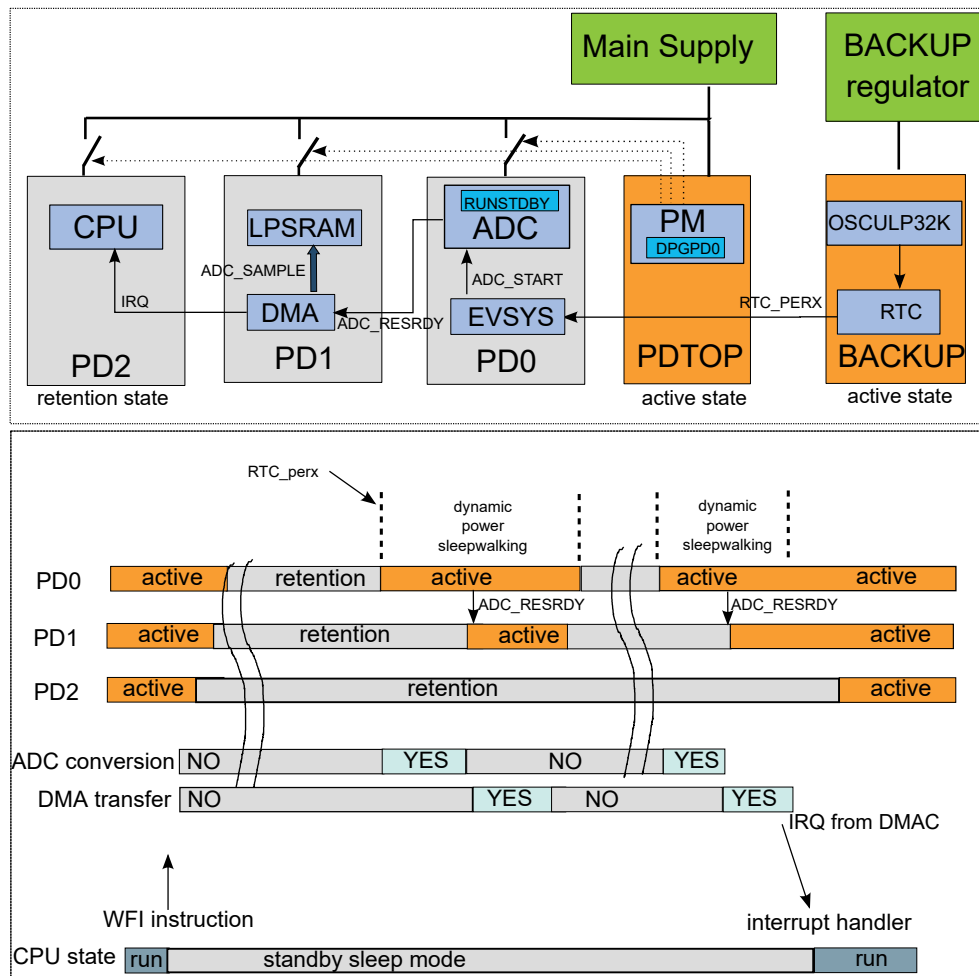 Main Supply
BACKUP
regulator
RUNSTDBY
CPU
LPSRAM
ADC
PM
DPGPD0
OSCULP32K
ADC_SAMPLE
ADC_START
IRQ
DMA
ADC_RESRDY
EVSYS
RTC_PERX
RTC
PD2
PD1
PD0
PDTOP
BACKUP
retention state
active state
active state
RTC_perx
dynamic
power
sleepwalking
dynamic
power
sleepwalking
PD0
active
retention
active
active
active
ADC_RESRDY
ADC_RESRDY
PD1
active
retention
active
active
PD2
active
retention
active
ADC conversion
NO
YES
NO
YES
DMA transfer
NO
YES
NO
YES
IRQ from DMAC
WFI instruction
interrupt handler
CPU state
run
standby sleep mode
run